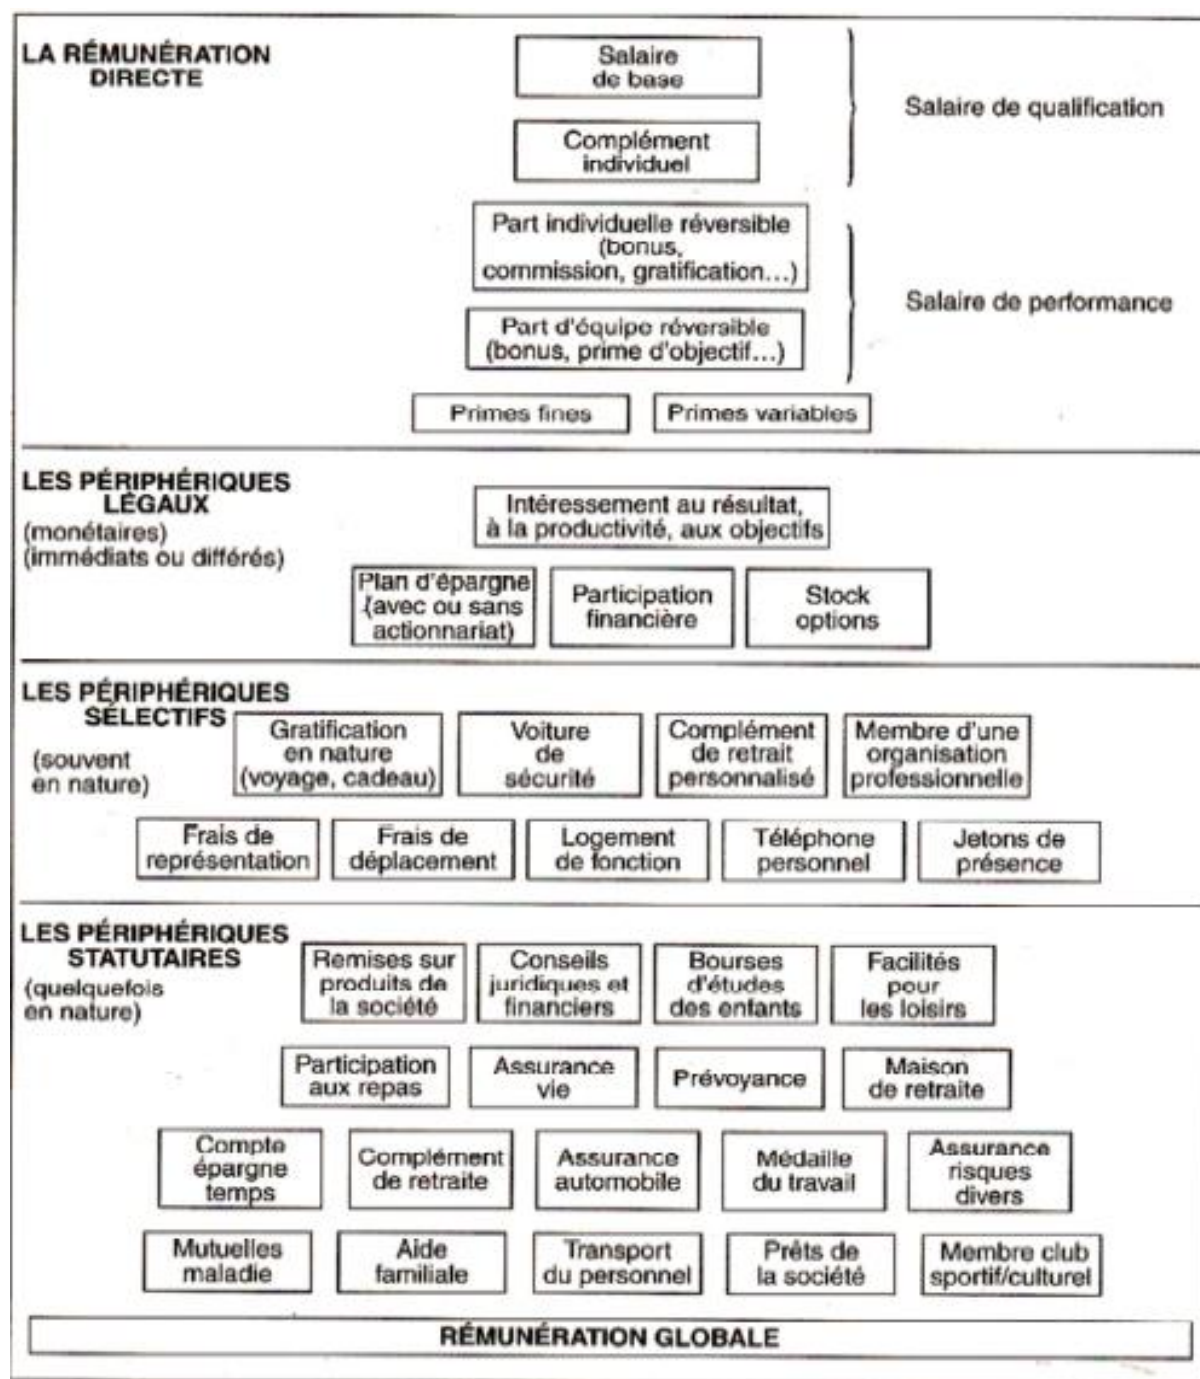 LA RÉMUNÉRATION
DIRECTE
Salaire
de base
Complément
individuel
Salaire de qualification
Part individuelle réversible
(bonus,
commission, gratification...)
Part d'équipe réversible
(bonus, prime d'objectif...)
Salaire de performance
Primes fines
Primes variables
LES PÉRIPHÉRIQUES
LÉGAUX
(monétaires)
(immédiats ou différés)
Intéressement au résultat,
à la productivité, aux objectifs
Plan d'épargne
(avec ou sans
actionnariat)
Participation
financière
Stock
options
LES PÉRIPHÉRIQUES
SÉLECTIFS
(souvent
en nature)
Gratification
en nature
(voyage, cadeau)
Voiture
de
sécurité
Complément
de retrait
personnalisé
Membre d'une
organisation
professionnelle
Frais de
représentation
Frais de
déplacement
Logement
de fonction
Téléphone
personnel
Jetons de
présence
LES PÉRIPHÉRIQUES
STATUTAIRES
(quelquefois
en nature)
Remises sur
produits de
la société
Conseils
juridiques et
financiers
Bourses
d'études
des enfants
Facilités
pour
les loisirs
Participation
aux repas
Assurance
vie
Prévoyance
Maison
de retraite
Compte
épargne
temps
Complément
de retraite
Assurance
automobile
Médaille
du travail
Assurance
risques
divers
Mutuelles
maladie
Aide
familiale
Transport
du personnel
Prêts de
la société
Membre club
sportif/culturel
RÉMUNÉRATION GLOBALE